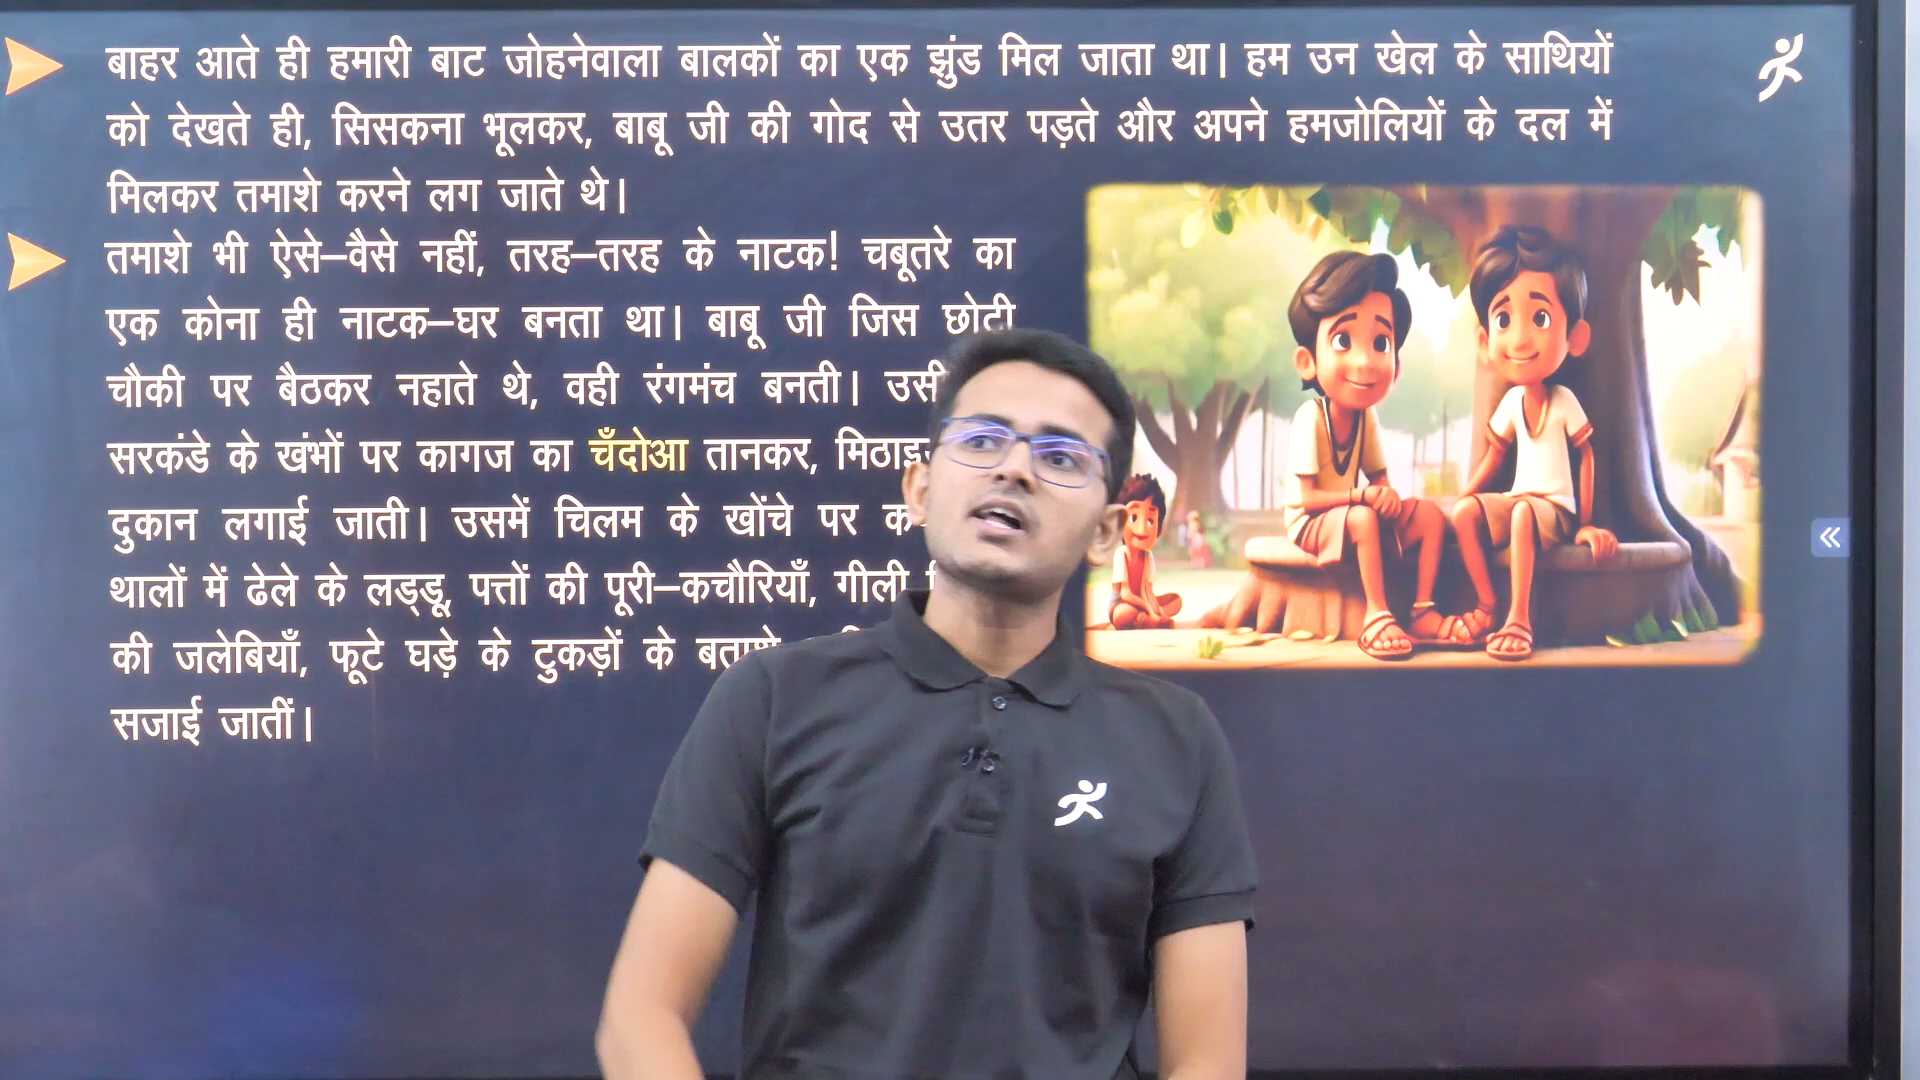 बाहर आते ही हमारी बाट जोहनेवाला बालकों का एक झुंड मिल जाता था। हम उन खेल के साथियों
को देखते ही, सिसकना भूलकर, बाबू जी की गोद से उतर पड़ते और अपने हमजोलियों के दल में
मिलकर तमाशे करने लग जाते थे।
तमाशे भी ऐसे–वैसे नहीं, तरह–तरह के नाटक! चबूतरे का
एक कोना ही नाटक–घर बनता था। बाबू जी जिस छोटी
चौकी पर बैठकर नहाते थे, वही रंगमंच बनती। उसी
सरकंडे के खंभों पर कागज का चँदोआ तानकर,
दुकान लगाई जाती। उसमें चिलम के खोंचे पर
थालों में ढेले के लड्डू, पत्तों की पूरी–कचौरियाँ, गीली
की जलेबियाँ, फूटे घड़े के टुकड़ों के बताशे
सजाई जातीं।